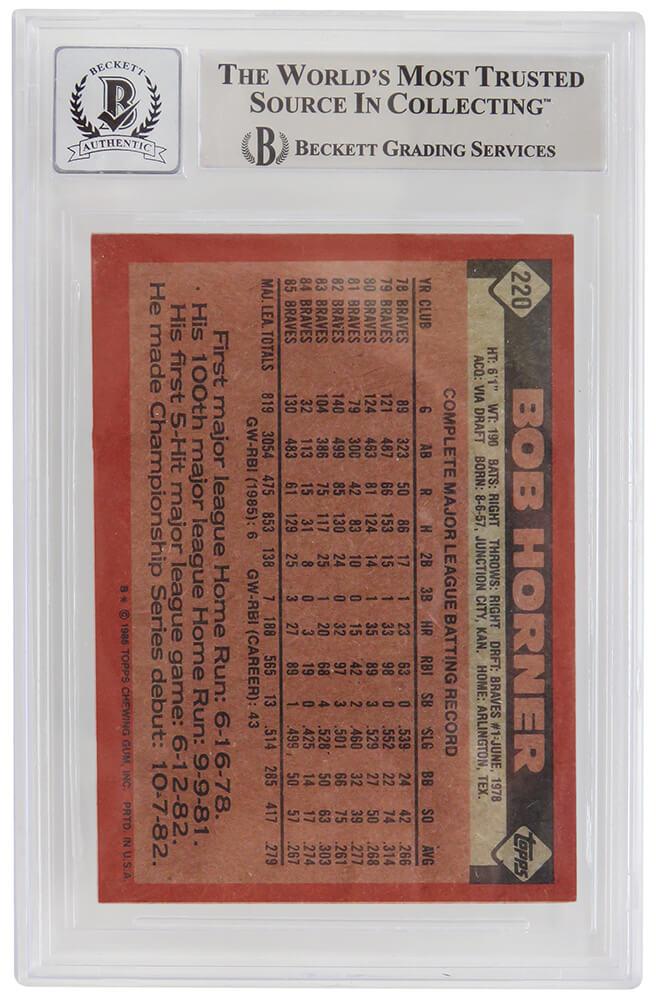 BECKETT
B
AUTHENTIC
THE WORLD'S MOST TRUSTED
SOURCE IN COLLECTING™
B BECKETT GRADING SERVICES
220
BOB HORNER
topps
HT: 6'1" WT: 190 BATS: RIGHT THROWS: RIGHT DRFT: BRAVES #1-JUNE, 1978
ACQ: VIA DRAFT BORN: 8-6-57, JUNCTION CITY, KAN. HOME: ARLINGTON, TEX.
COMPLETE MAJOR LEAGUE BATTING RECORD
YR CLUB G AB R H 2B 3B HR RBI SB SLG BB SO AVG
78 BRAVES 89 323 50 86 17 1 23 63 0 .539 24 42 .266
79 BRAVES 121 487 66 153 15 1 33 98 0 .552 22 74 .314
80 BRAVES 124 463 81 124 14 1 35 89 3 .529 27 50 .268
81 BRAVES 79 300 42 83 10 0 15 42 2 .460 32 39 .277
82 BRAVES 140 499 85 130 24 0 32 97 3 .501 66 75 .261
83 BRAVES 104 386 75 117 25 1 20 68 4 .528 50 63 .303
84 BRAVES 32 113 15 31 8 0 3 19 0 .425 14 17 .274
85 BRAVES 130 483 61 129 25 3 27 89 1 .499 50 57 .267
MAJ. LEA. TOTALS 819 3054 475 853 138 7 188 565 13 .514 285 417 .279
GW-RBI (1985): 6 GW-RBI (CAREER): 43
First major league Home Run: 6-16-78.
His 100th major league Home Run: 9-9-81.
His first 5-Hit major league game: 6-12-82.
He made Championship Series debut: 10-7-82.
B * © 1986 TOPPS CHEWING GUM, INC. PRTD. IN U.S.A.